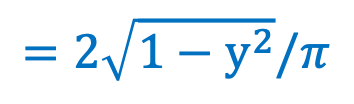 = 2√1 − y²/π